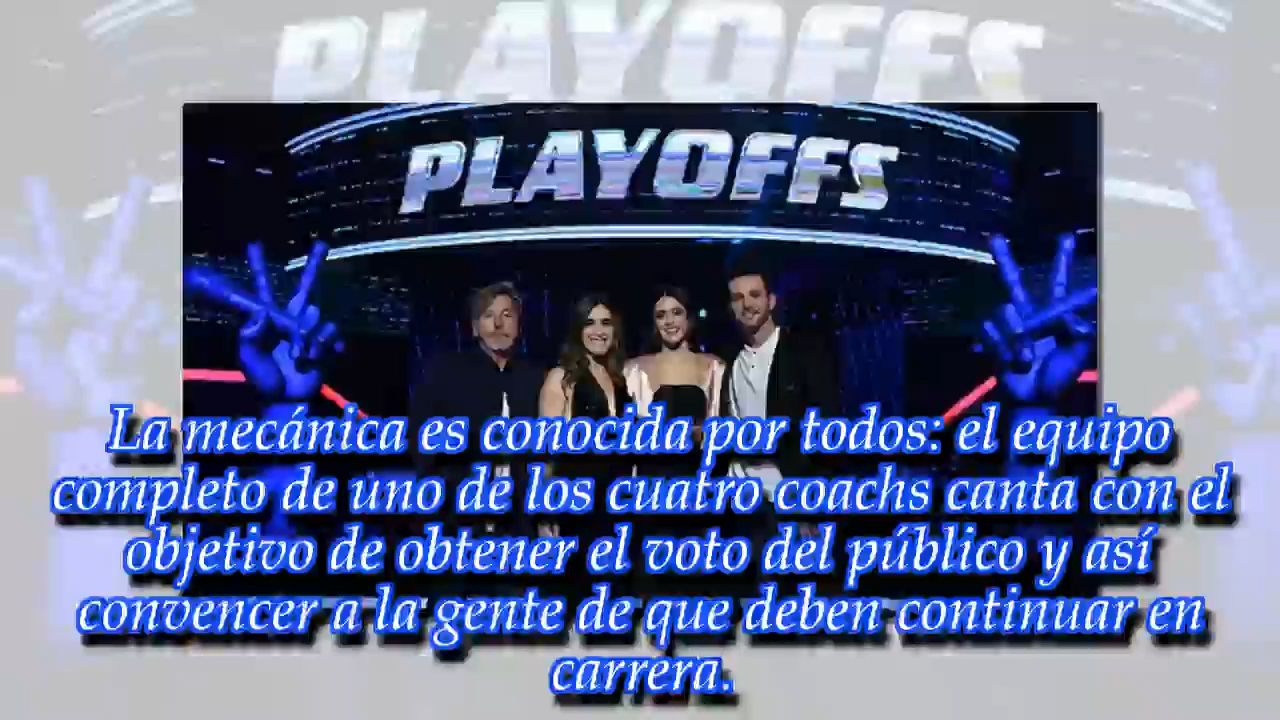 PLAYOFFS
PLAYOFFS
La mecánica es conocida por todos: el equipo
completo de uno de los cuatro coachs canta con el
objetivo de obtener el voto del público y así
convencer a la gente de que deben continuar en
carrera.